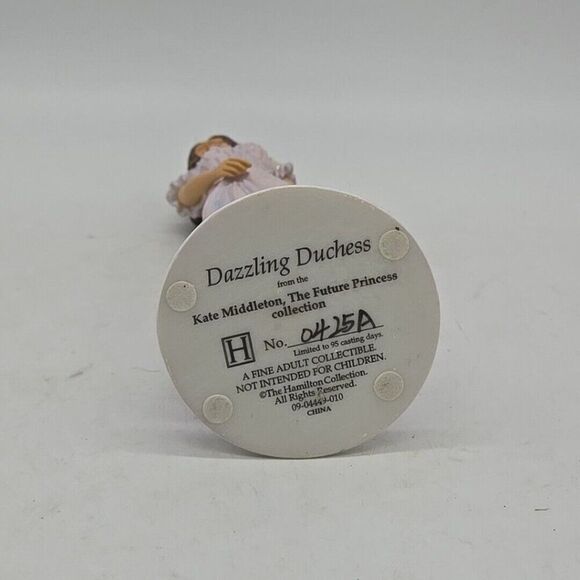 Dazzling Duchess
from the
Kate Middleton, The Future Princess
collection
H No. 0425A
Limited to 95 casting days.
A FINE ADULT COLLECTIBLE.
NOT INTENDED FOR CHILDREN.
©The Hamilton Collection.
All Rights Reserved.
09-04449-010
CHINA